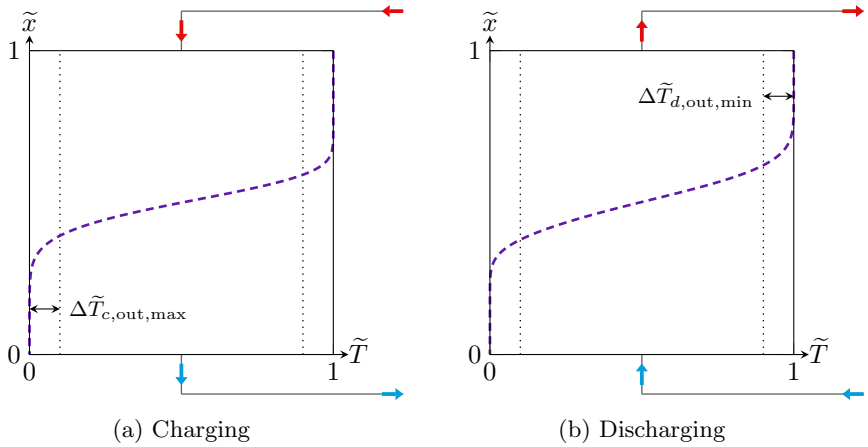 x̃
1
ΔT̃c,out,max
0
0
1
T̃
(a) Charging
x̃
1
ΔT̃d,out,min
0
0
1
T̃
(b) Discharging